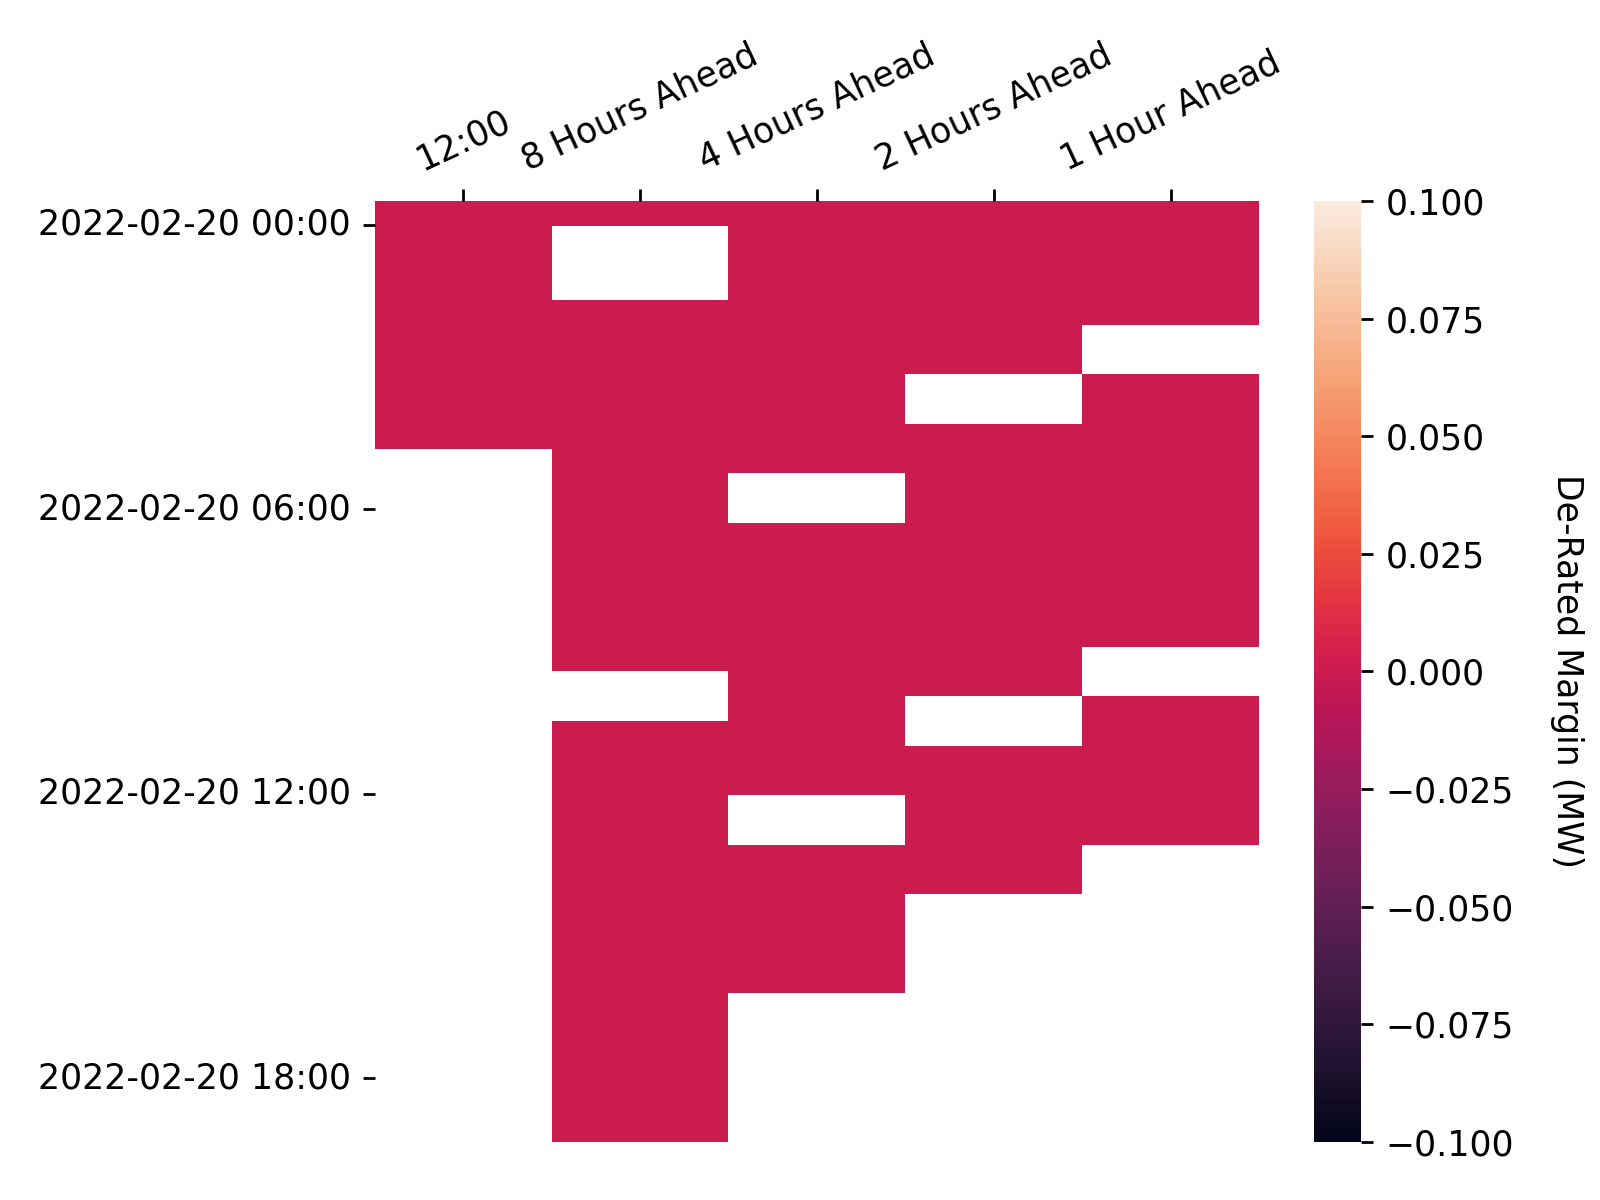 12:00
8 Hours Ahead
4 Hours Ahead
2 Hours Ahead
1 Hour Ahead
2022-02-20 00:00
2022-02-20 06:00
2022-02-20 12:00
2022-02-20 18:00
0.100
0.075
0.050
0.025
0.000
−0.025
−0.050
−0.075
−0.100
De-Rated Margin (MW)